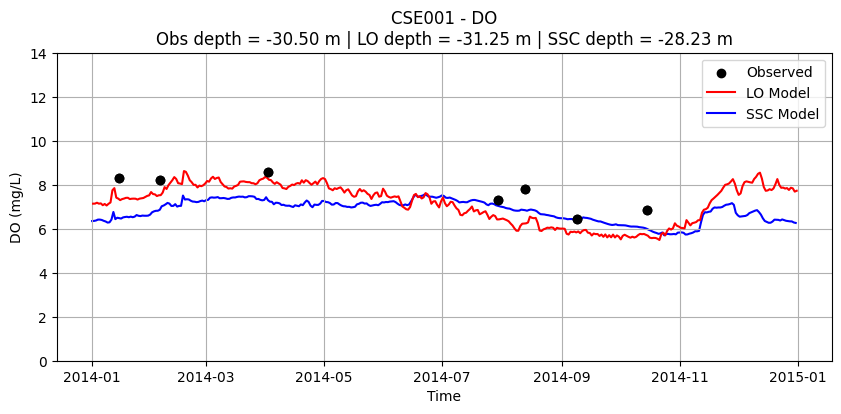 CSE001 - DO
Obs depth = -30.50 m | LO depth = -31.25 m | SSC depth = -28.23 m
DO (mg/L)
14
12
10
8
6
4
2
0
Observed
LO Model
SSC Model
2014-01
2014-03
2014-05
2014-07
2014-09
2014-11
2015-01
Time